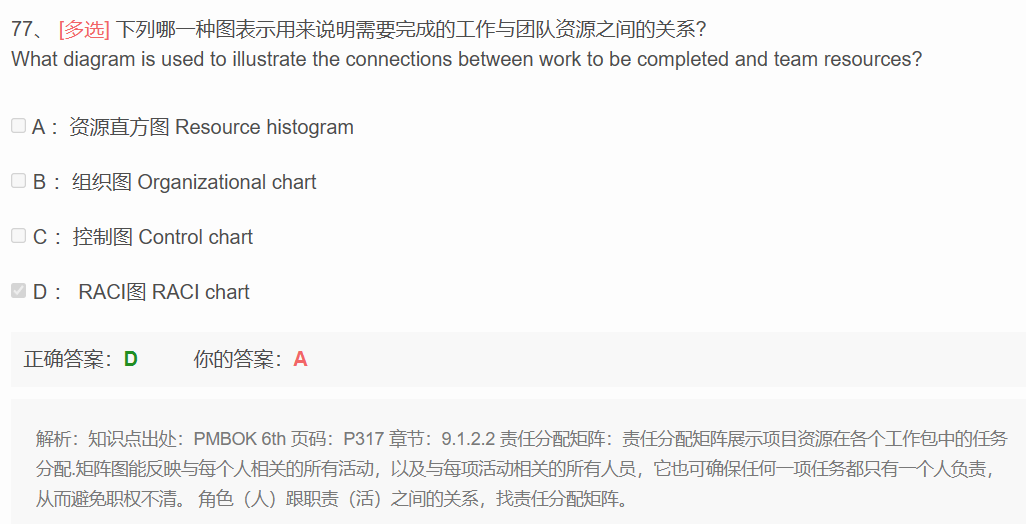 77、 [多选] 下列哪一种图表示用来说明需要完成的工作与团队资源之间的关系?
What diagram is used to illustrate the connections between work to be completed and team resources?
A： 资源直方图 Resource histogram
B： 组织图 Organizational chart
C： 控制图 Control chart
D： RACI图 RACI chart
正确答案：D 你的答案：A
解析：知识点出处：PMBOK 6th 页码：P317 章节：9.1.2.2 责任分配矩阵：责任分配矩阵展示项目资源在各个工作包中的任务
分配.矩阵图能反映与每个人相关的所有活动，以及与每项活动相关的所有人员，它也可确保任何一项任务都只有一个人负责，
从而避免职权不清。 角色（人）跟职责（活）之间的关系，找责任分配矩阵。